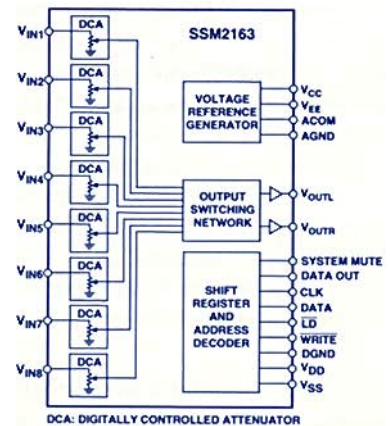 SSM2163
DCA
VIN1
DCA
VIN2
DCA
VIN3
DCA
VIN4
DCA
VIN5
DCA
VIN6
DCA
VIN7
DCA
VIN8
VOLTAGE
REFERENCE
GENERATOR
VCC
VEE
ACOM
AGND
OUTPUT
SWITCHING
NETWORK
VOUTL
VOUTR
SHIFT
REGISTER
AND
ADDRESS
DECODER
SYSTEM MUTE
DATA OUT
CLK
DATA
L̅D̅
W̅R̅I̅T̅E̅
DGND
VDD
VSS
DCA: DIGITALLY CONTROLLED ATTENUATOR